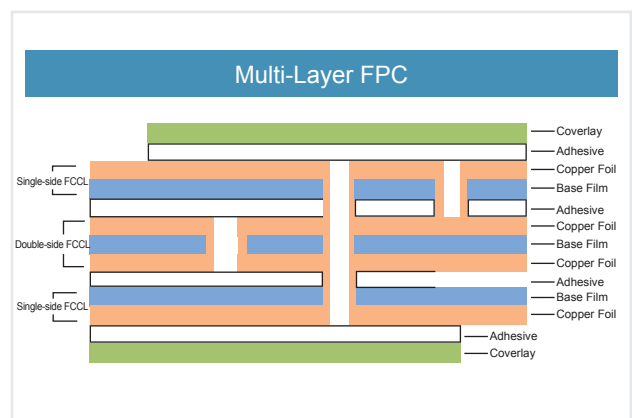 Multi-Layer FPC
Coverlay
Adhesive
Copper Foil
Single-side FCCL
Base Film
Adhesive
Copper Foil
Double-side FCCL
Base Film
Copper Foil
Adhesive
Base Film
Single-side FCCL
Copper Foil
Adhesive
Coverlay